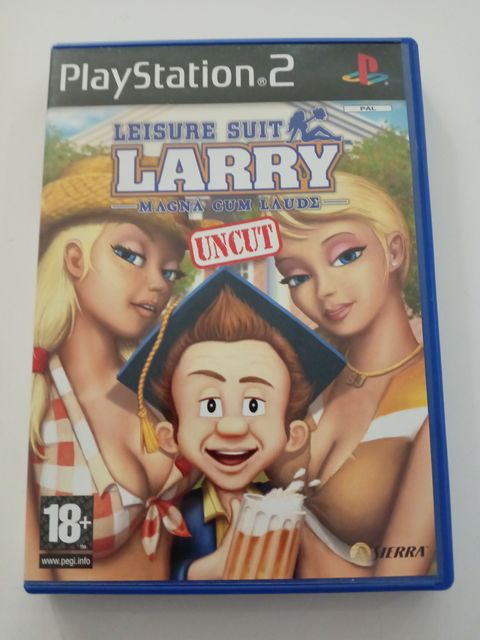 PlayStation®2
PAL
LEISURE SUIT
LARRY
MAGNA CUM LAUDE
UNCUT
18+
www.pegi.info
SIERRA